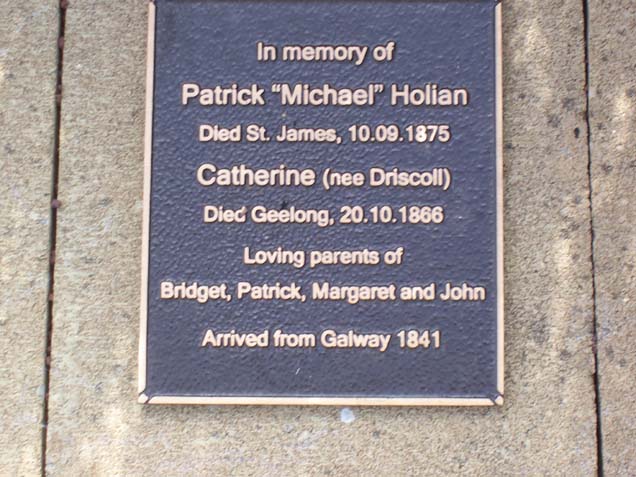 In memory of
Patrick "Michael" Holian
Died St. James, 10.09.1875
Catherine (nee Driscoll)
Died Geelong, 20.10.1866
Loving parents of
Bridget, Patrick, Margaret and John
Arrived from Galway 1841